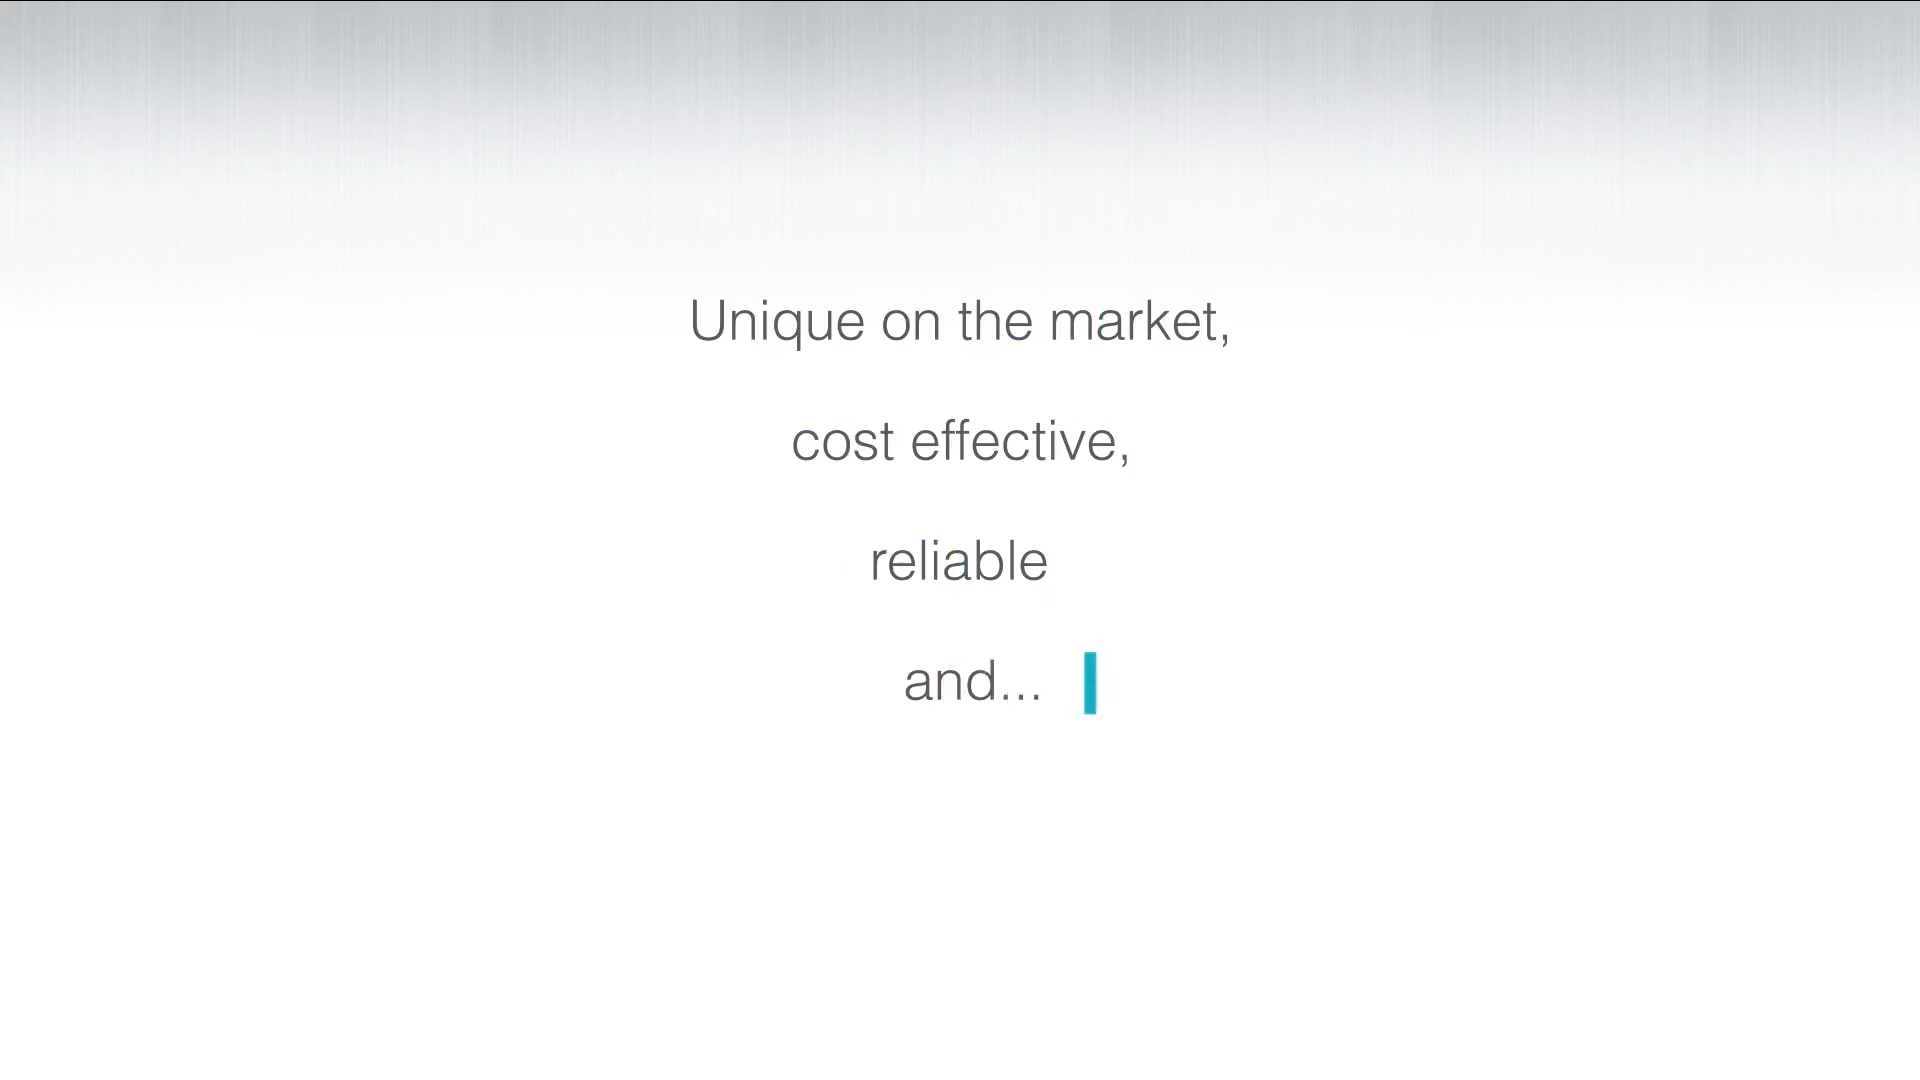 Unique on the market,
cost effective,
reliable
and...